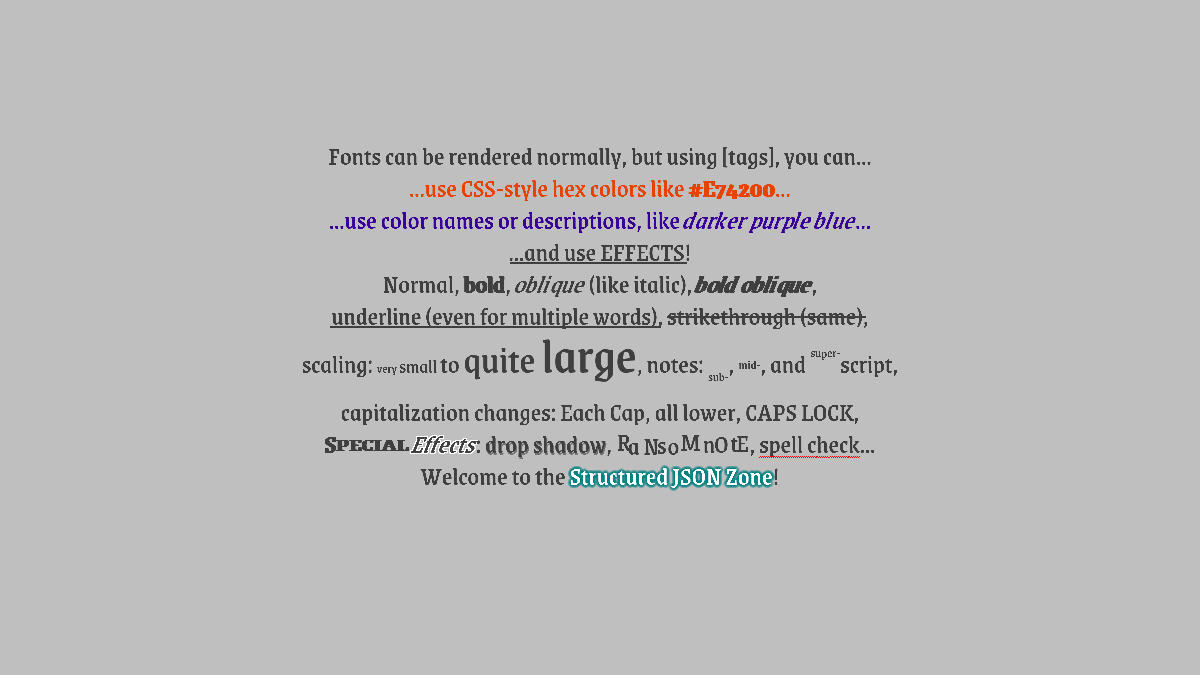 Fonts can be rendered normally, but using [tags], you can...
...use CSS-style hex colors like #E74200...
...use color names or descriptions, like darker purple blue...
...and use EFFECTS!
Normal, bold, oblique (like italic), bold oblique,
underline (even for multiple words), strikethrough (same),
scaling: very small to quite large, notes: sub-, mid-, and super-script,
capitalization changes: Each Cap, all lower, CAPS LOCK,
Special Effects: drop shadow, RaNsoMnOtE, spell check...
Welcome to the Structured JSON Zone!